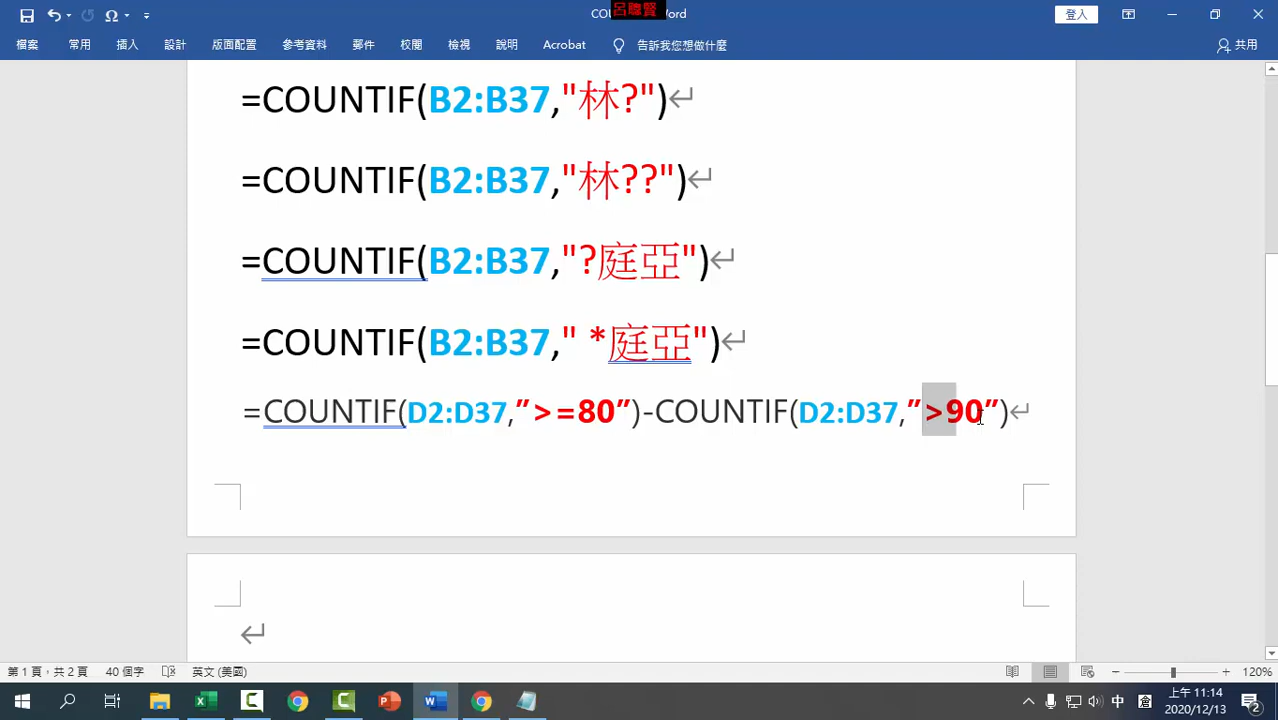 呂聰賢
COU
Word
登入
檔案 常用 插入 設計 版面配置 參考資料 郵件 校閱 檢視 說明 Acrobat 告訴我您想做什麼 共用
=COUNTIF(B2:B37,"林?")↵
=COUNTIF(B2:B37,"林??")↵
=COUNTIF(B2:B37,"?庭亞")↵
=COUNTIF(B2:B37," *庭亞")↵
=COUNTIF(D2:D37,”>=80”)-COUNTIF(D2:D37,”>90”)↵
↵
第 1 頁，共 2 頁 40 個字 英文 (美國) 120%
中 上午 11:14
2020/12/13
2